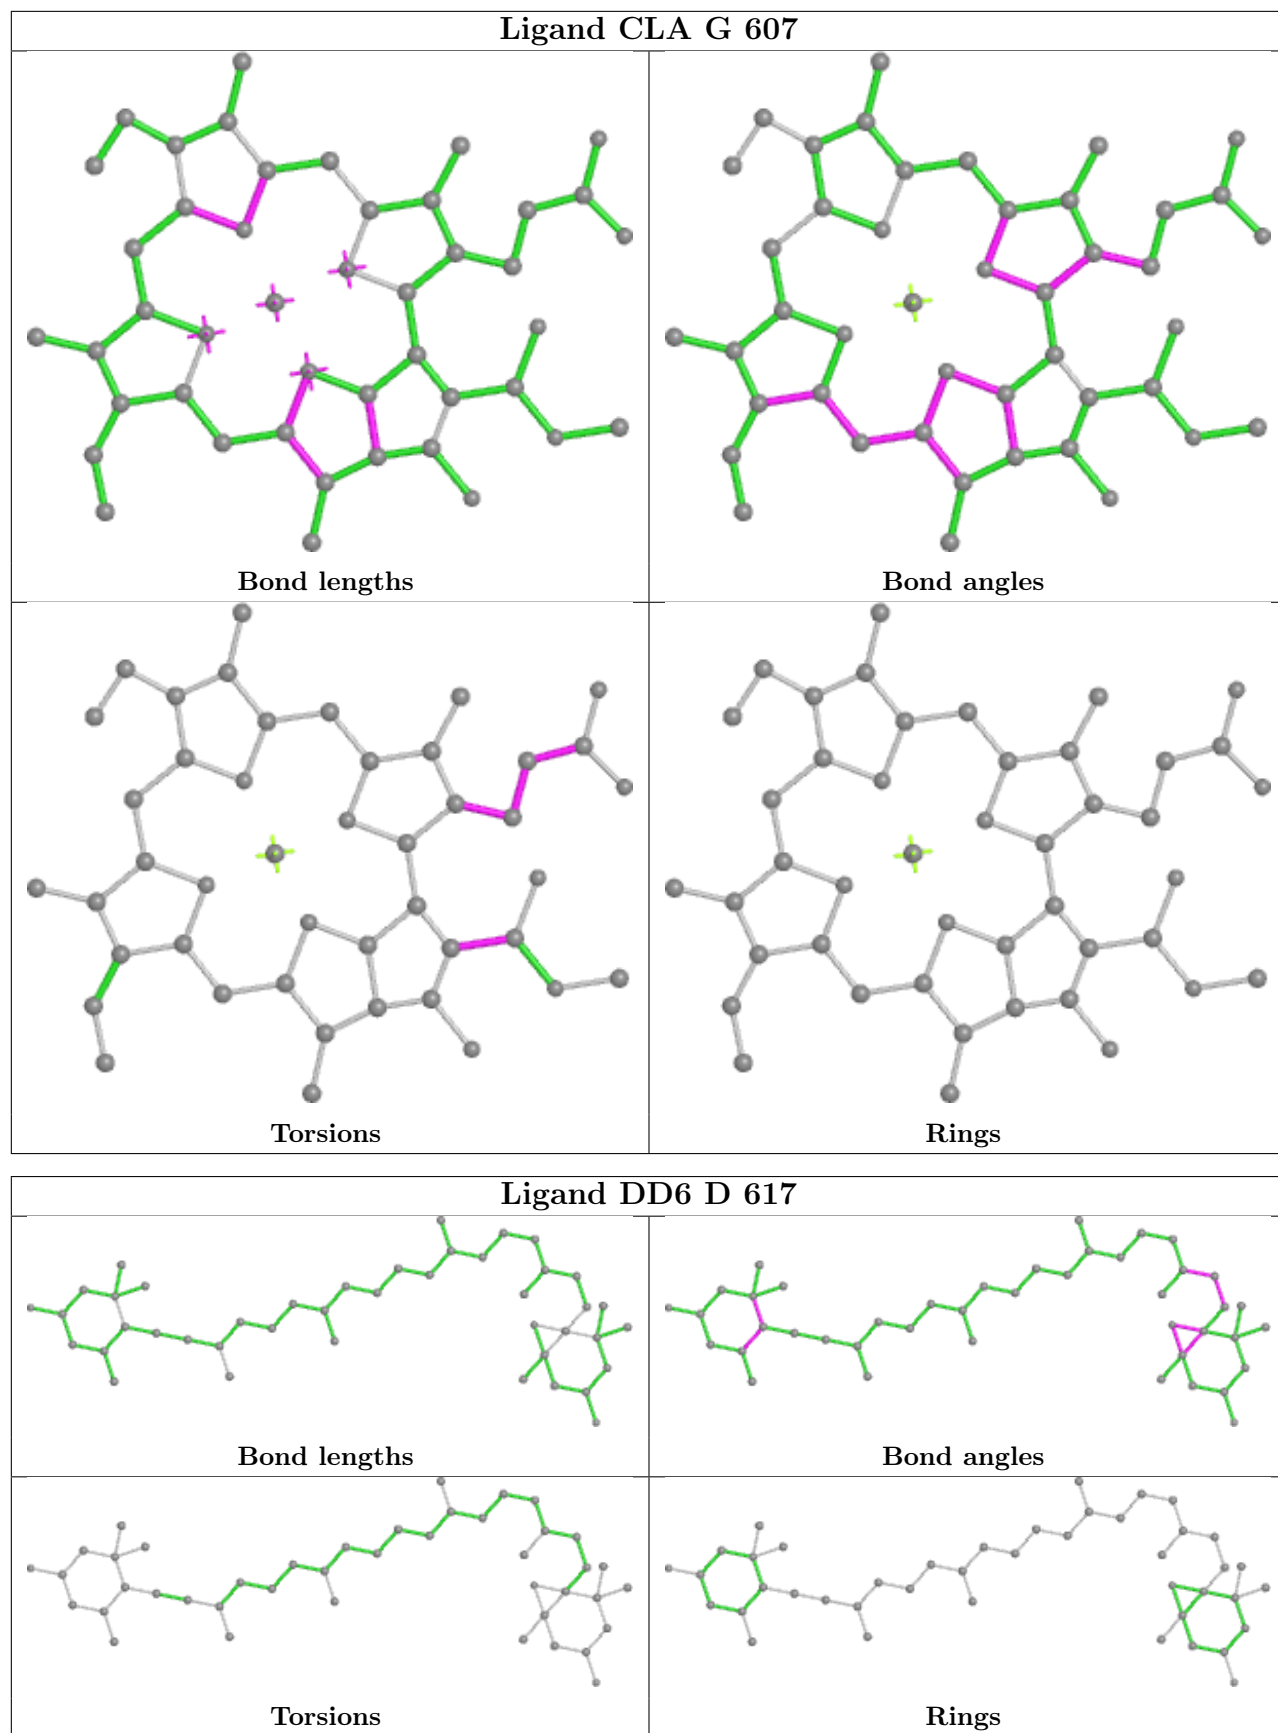 Ligand CLA G 607
Bond lengths
Bond angles
Torsions
Rings
Ligand DD6 D 617
Bond lengths
Bond angles
Torsions
Rings